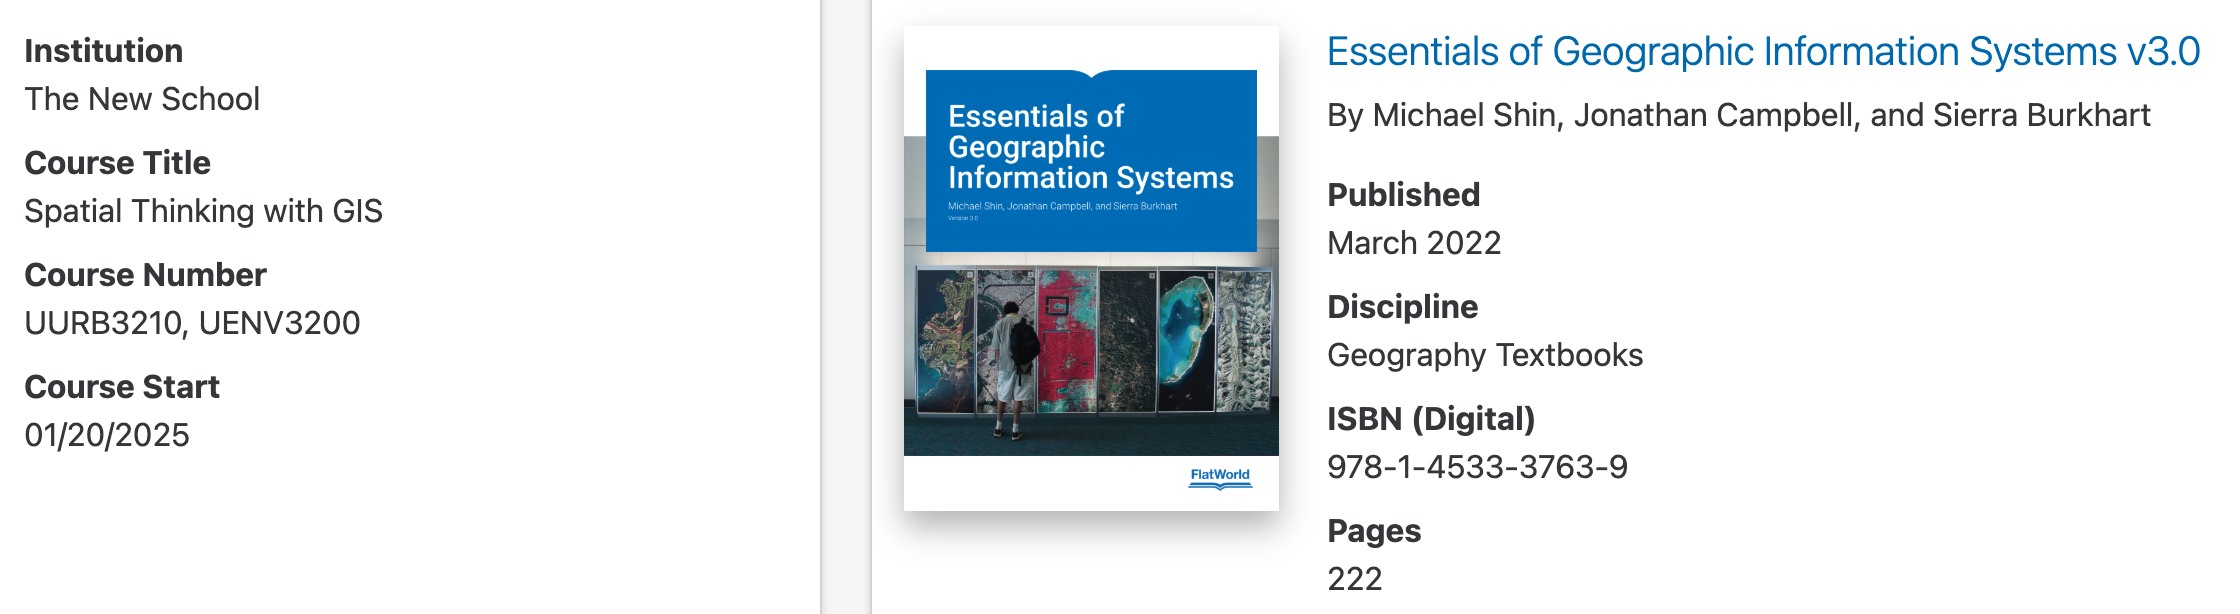 Institution
The New School
Course Title
Spatial Thinking with GIS
Course Number
UURB3210, UENV3200
Course Start
01/20/2025
Essentials of
Geographic
Information Systems
Michael Shin, Jonathan Campbell, and Sierra Burkhart
Version 3.0
FlatWorld
Essentials of Geographic Information Systems v3.0
By Michael Shin, Jonathan Campbell, and Sierra Burkhart
Published
March 2022
Discipline
Geography Textbooks
ISBN (Digital)
978-1-4533-3763-9
Pages
222